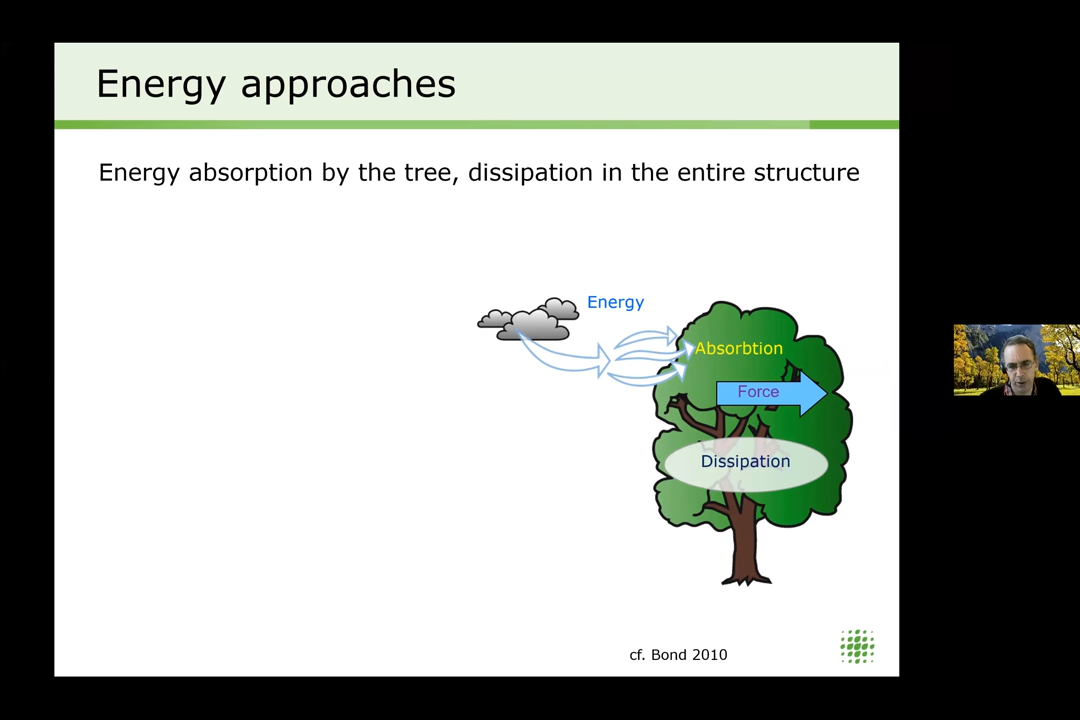 Energy approaches
Energy absorption by the tree, dissipation in the entire structure
Energy
Absorbtion
Force
Dissipation
cf. Bond 2010